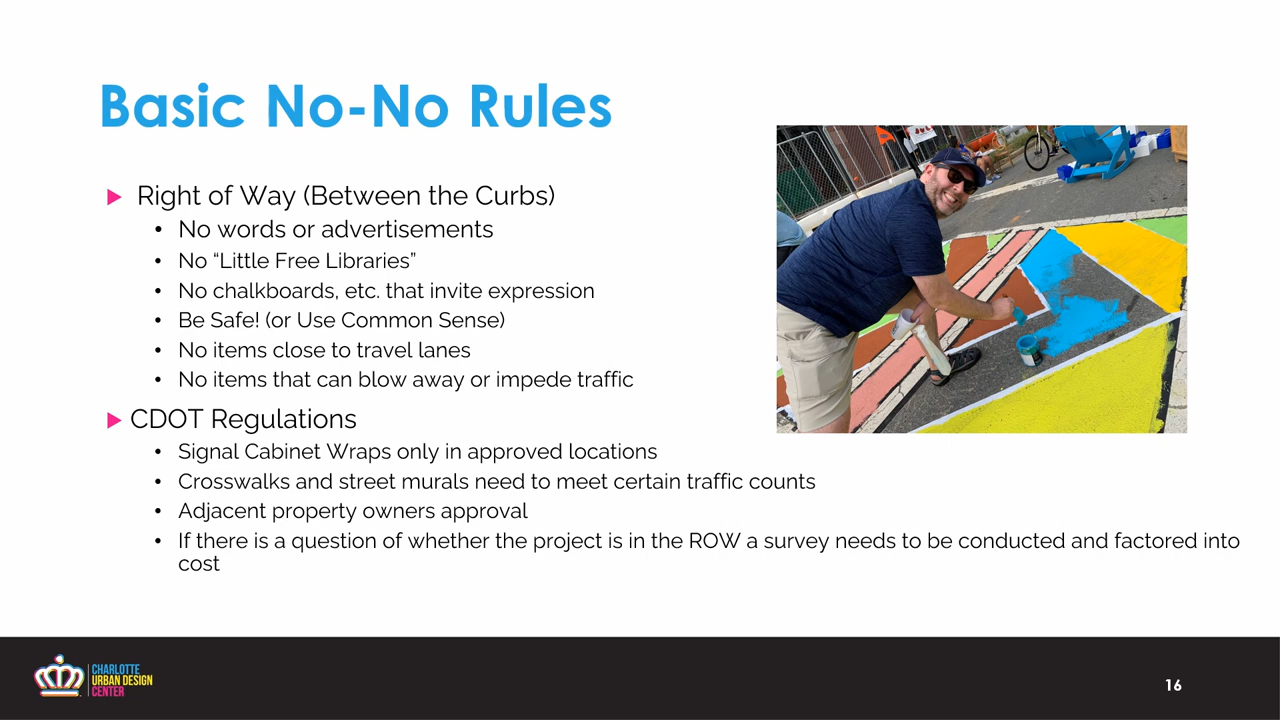 Basic No-No Rules
Right of Way (Between the Curbs)
• No words or advertisements
• No “Little Free Libraries”
• No chalkboards, etc. that invite expression
• Be Safe! (or Use Common Sense)
• No items close to travel lanes
• No items that can blow away or impede traffic
CDOT Regulations
• Signal Cabinet Wraps only in approved locations
• Crosswalks and street murals need to meet certain traffic counts
• Adjacent property owners approval
• If there is a question of whether the project is in the ROW a survey needs to be conducted and factored into
cost
CHARLOTTE
URBAN DESIGN
CENTER
16